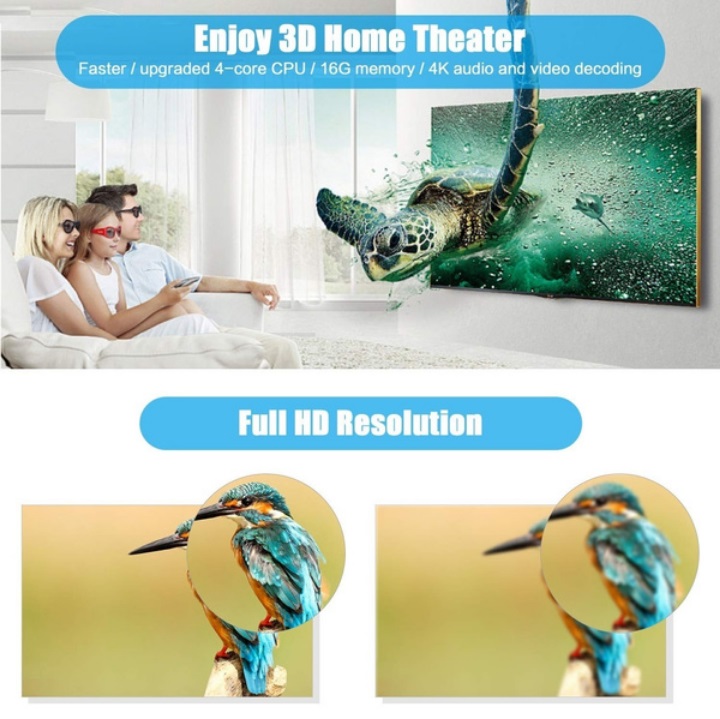 Enjoy 3D Home Theater
Faster / upgraded 4-core CPU / 16G memory / 4K audio and video decoding
Full HD Resolution